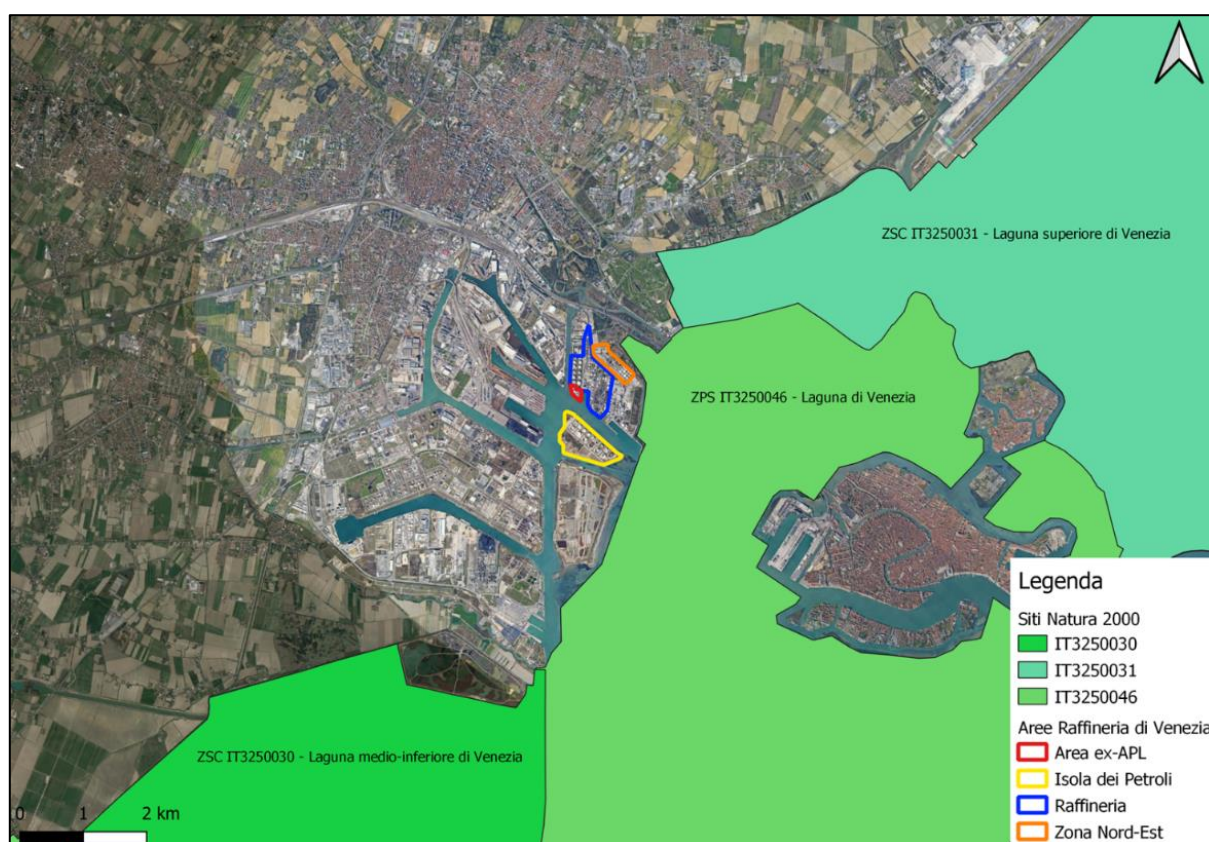 ZSC IT3250031 - Laguna superiore di Venezia
ZPS IT3250046 - Laguna di Venezia
ZSC IT3250030 - Laguna medio-inferiore di Venezia
0 1 2 km
Legenda
Siti Natura 2000
IT3250030
IT3250031
IT3250046
Aree Raffineria di Venezia
Area ex-APL
Isola dei Petroli
Raffineria
Zona Nord-Est